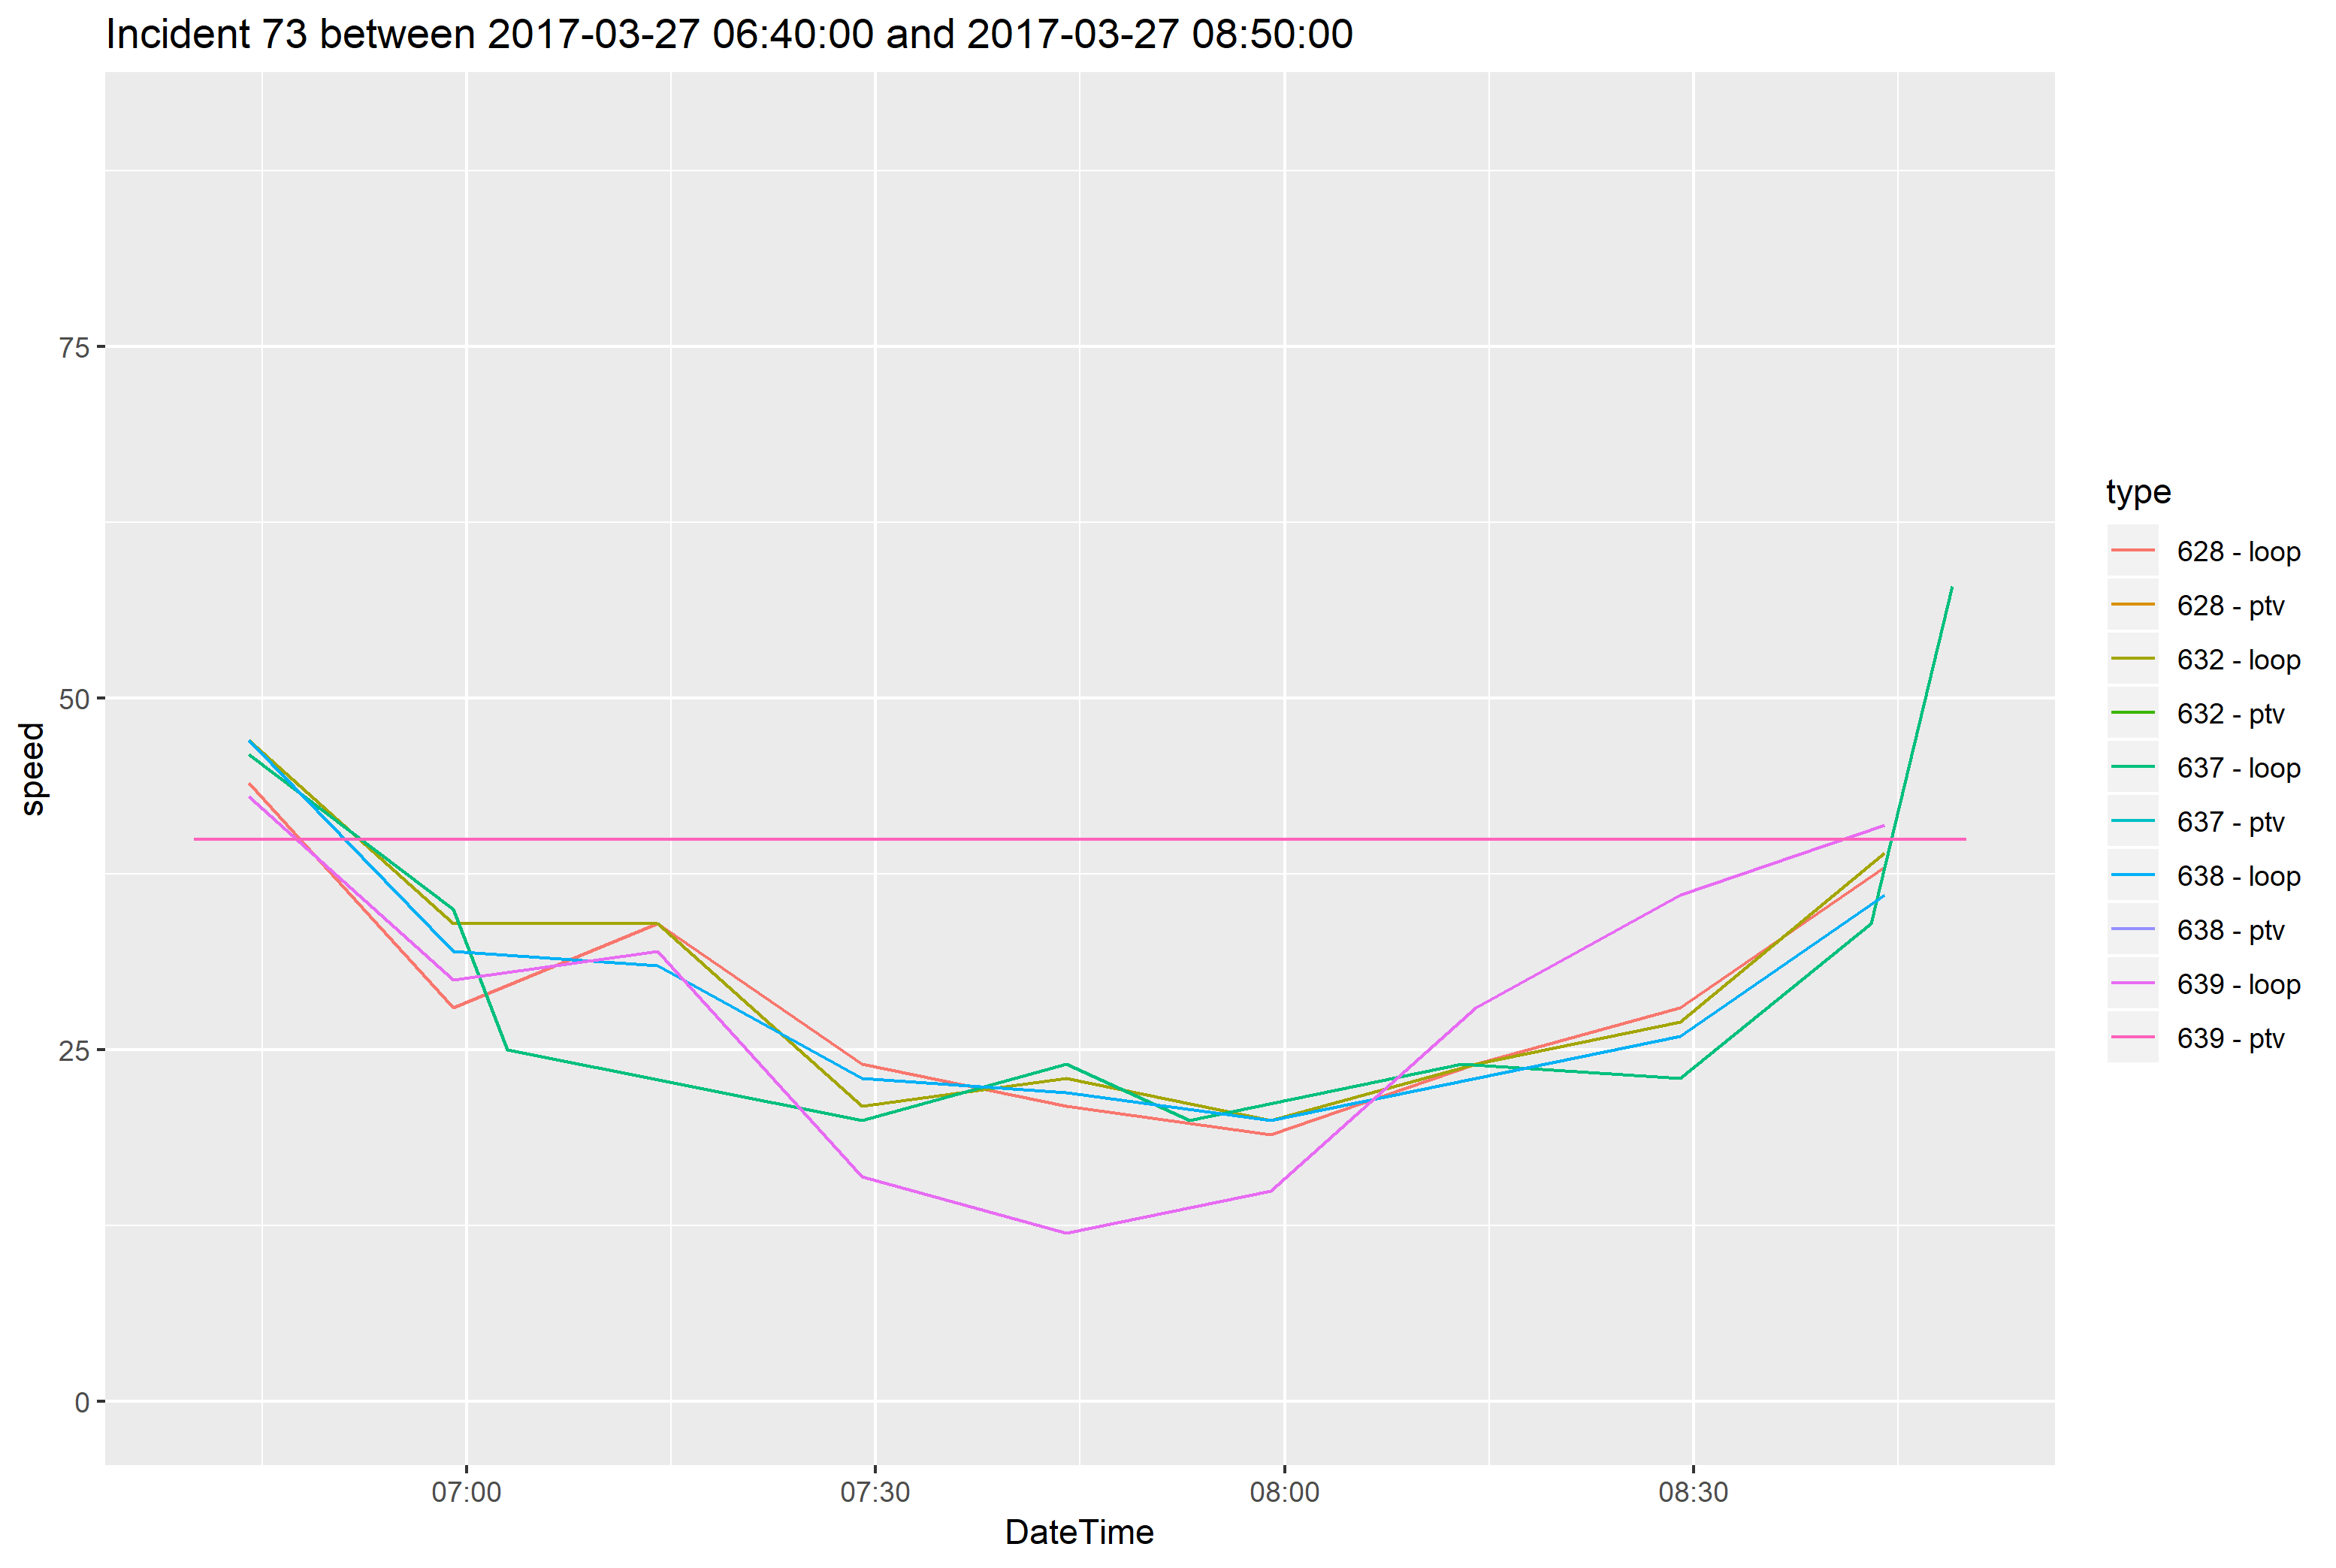 Incident 73 between 2017-03-27 06:40:00 and 2017-03-27 08:50:00
speed
75
50
25
0
07:00 07:30 08:00 08:30
DateTime
type
628 - loop
628 - ptv
632 - loop
632 - ptv
637 - loop
637 - ptv
638 - loop
638 - ptv
639 - loop
639 - ptv